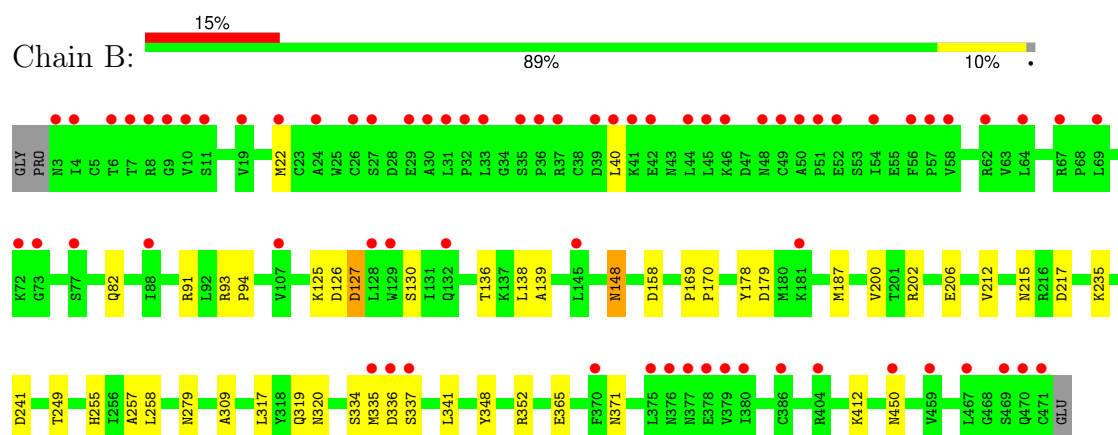 15%
Chain B:
89% 10% •
GLY PRO N3 I4 C5 T6 T7 R8 G9 V10 S11 V19 M22 C23 A24 W25 C26 S27 D28 E29 A30 L31 P32 L33 G34 S35 P36 R37 C38 D39 L40 K41 E42 N43 L44 L45 K46 D47 N48 C49 A50 P51 E52 S53 I54 E55 F56 P57 V58 R62 V63 L64 R67 P68 L69
K72 G73 S77 Q82 I88 R91 L92 R93 P94 V107 K125 D126 D127 L128 W129 S130 I131 Q132 T136 K137 L138 A139 L145 N148 D158 P169 P170 Y178 D179 M180 K181 M187 V200 T201 R202 E206 V212 N215 R216 D217 K235
D241 T249 H255 I256 A257 L258 N279 A309 L317 Y318 Q319 N320 S334 M335 D336 S337 L341 Y348 R352 E365 F370 N371 L375 N376 N377 E378 V379 I380 C386 R404 K412 N450 V459 L467 G468 S469 Q470 C471 GLU